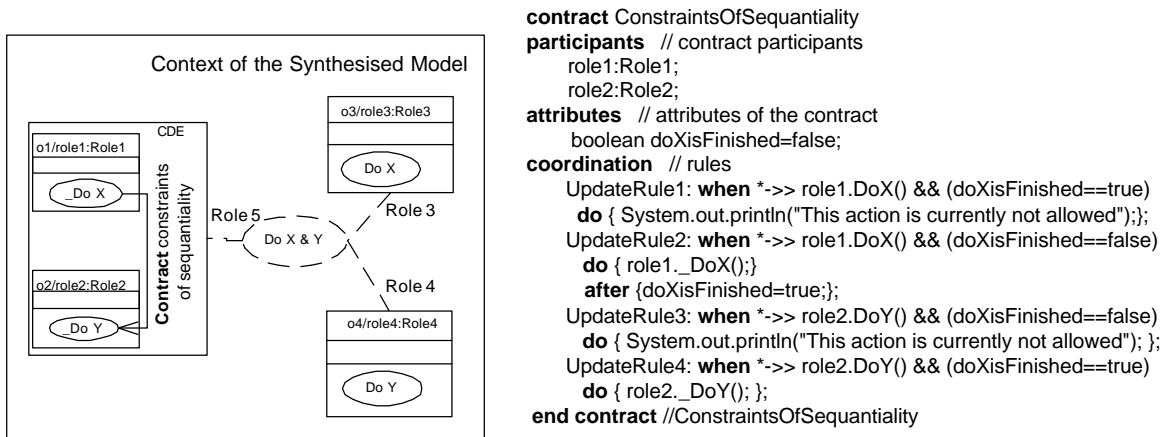 Context of the Synthesised Model
CDE
o1/role1:Role1
_Do X
o2/role2:Role2
_Do Y
Contract constraints
of sequantiality
Role 5
Do X & Y
o3/role3:Role3
Do X
Role 3
Role 4
o4/role4:Role4
Do Y
contract ConstraintsOfSequantiality
participants // contract participants
role1:Role1;
role2:Role2;
attributes // attributes of the contract
boolean doXisFinished=false;
coordination // rules
UpdateRule1: when *->> role1.DoX() && (doXisFinished==true)
do { System.out.println("This action is currently not allowed");};
UpdateRule2: when *->> role1.DoX() && (doXisFinished==false)
do { role1._DoX();}
after {doXisFinished=true;};
UpdateRule3: when *->> role2.DoY() && (doXisFinished==false)
do { System.out.println("This action is currently not allowed"); };
UpdateRule4: when *->> role2.DoY() && (doXisFinished==true)
do { role2._DoY(); };
end contract //ConstraintsOfSequantiality